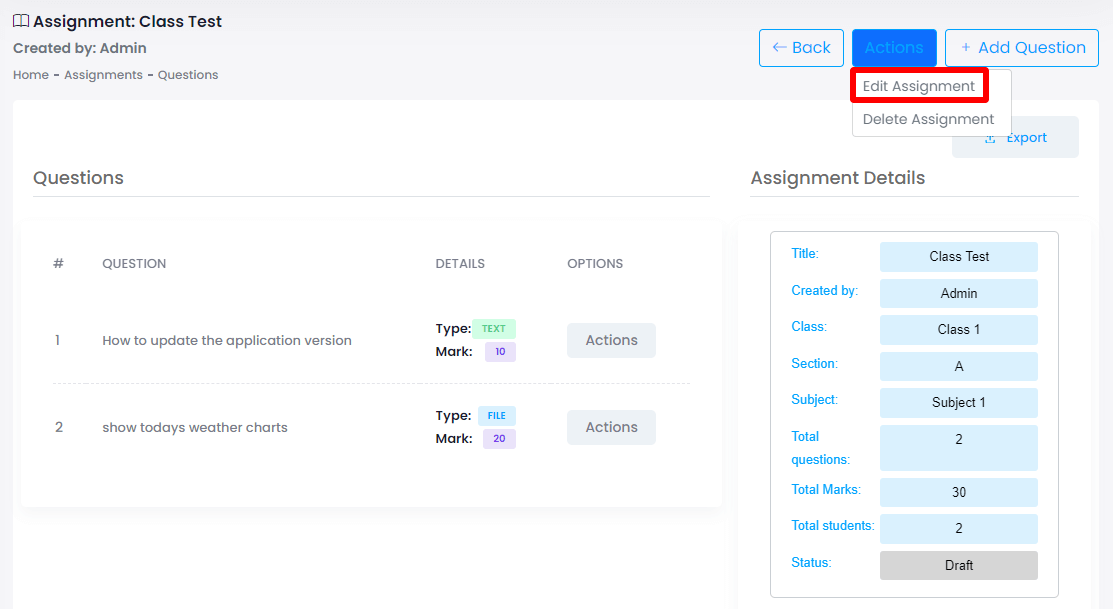 Assignment: Class Test
Created by: Admin
Home - Assignments - Questions
← Back
Actions
+ Add Question
Edit Assignment
Delete Assignment
Export
Questions
Assignment Details
# QUESTION DETAILS OPTIONS
1 How to update the application version Type: TEXT Mark: 10 Actions
2 show todays weather charts Type: FILE Mark: 20 Actions
Title: Class Test
Created by: Admin
Class: Class 1
Section: A
Subject: Subject 1
Total questions: 2
Total Marks: 30
Total students: 2
Status: Draft